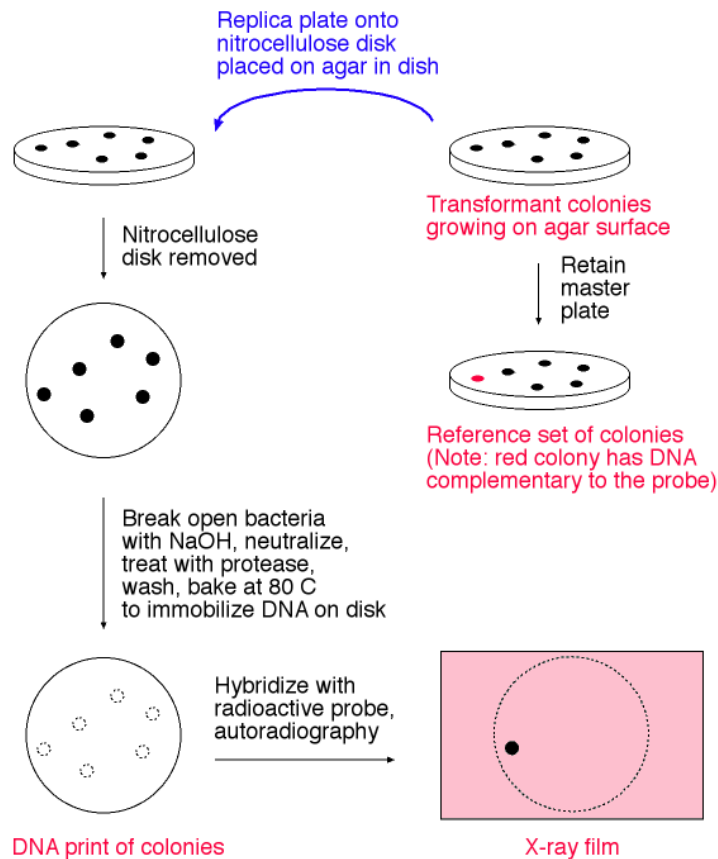 Replica plate onto
nitrocellulose disk
placed on agar in dish
Transformant colonies
growing on agar surface
Nitrocellulose
disk removed
Retain
master
plate
Reference set of colonies
(Note: red colony has DNA
complementary to the probe)
Break open bacteria
with NaOH, neutralize,
treat with protease,
wash, bake at 80 C
to immobilize DNA on disk
Hybridize with
radioactive probe,
autoradiography
DNA print of colonies
X-ray film